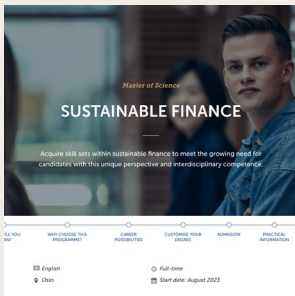 Master of Science
SUSTAINABLE FINANCE
Acquire skill sets within sustainable finance to meet the growing need for
candidates with this unique perspective and interdisciplinary competence.
ILL YOU
WHY CHOOSE THIS
PROGRAMME?
CAREER
POSSIBILITIES
CUSTOMISE YOUR
DEGREE
ADMISSION
PRACTICAL
INFORMATION
English
Full-time
Oslo
Start date: August 2023